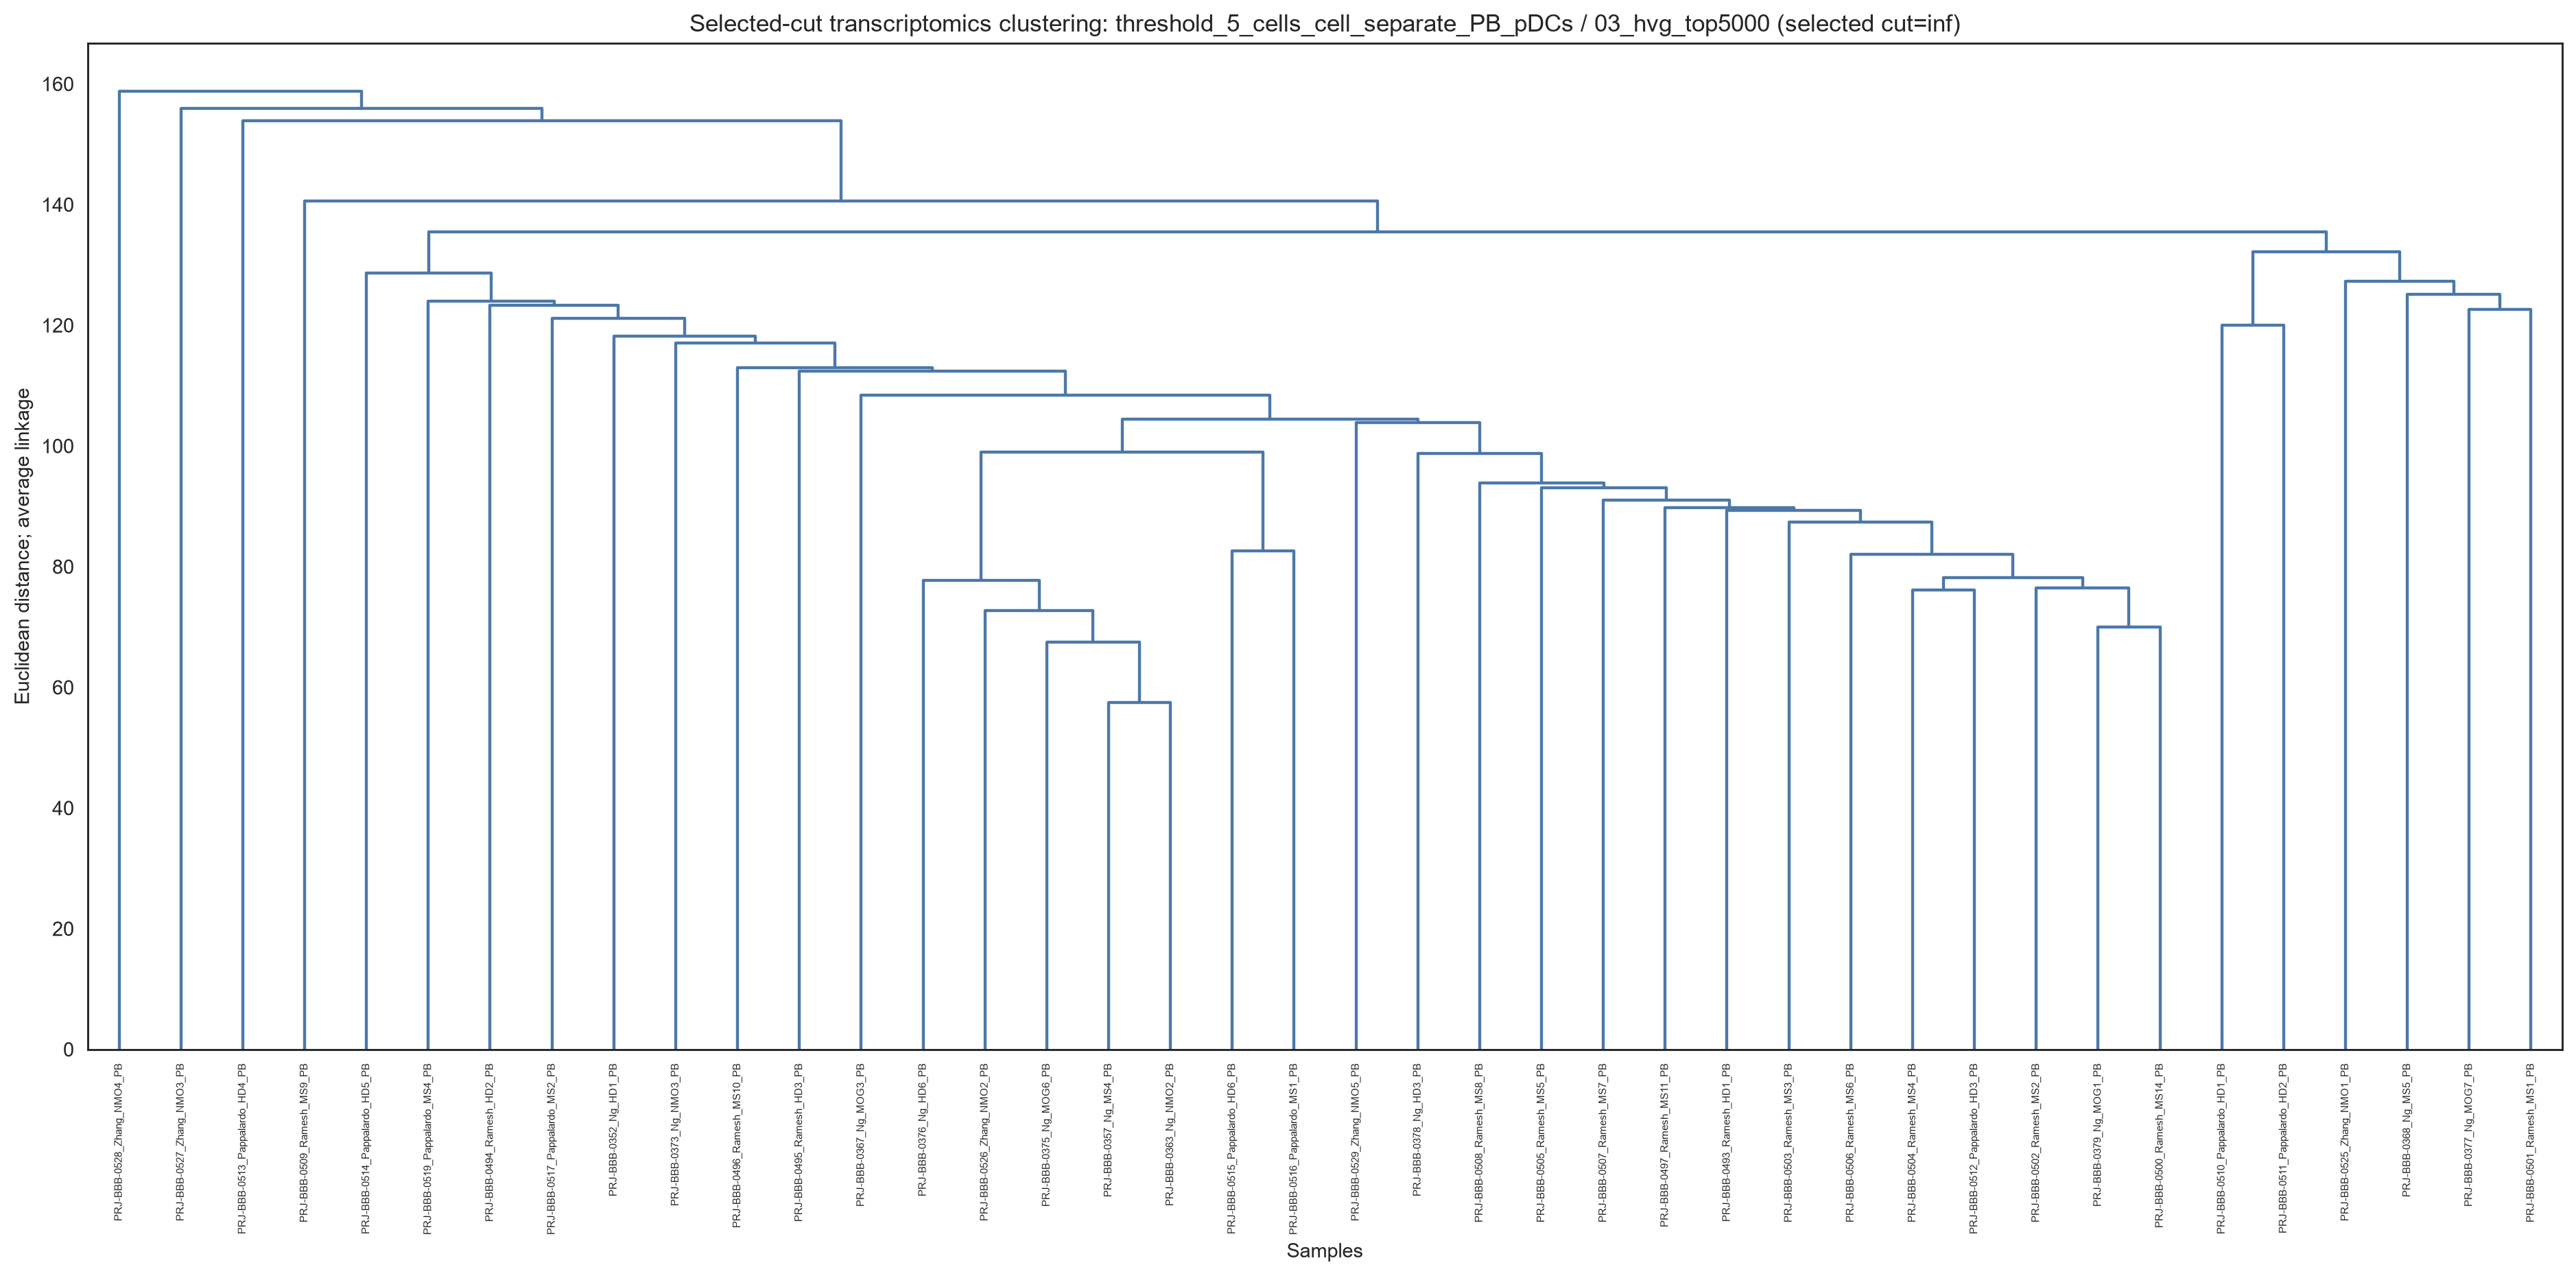 Selected-cut transcriptomics clustering: threshold_5_cells_cell_separate_PB_pDCs / 03_hvg_top5000 (selected cut=inf)
Euclidean distance; average linkage
160
140
120
100
80
60
40
20
0
PRJ-BBB-0528_Zhang_NMO4_PB
PRJ-BBB-0527_Zhang_NMO3_PB
PRJ-BBB-0513_Pappalardo_HD4_PB
PRJ-BBB-0509_Ramesh_MS9_PB
PRJ-BBB-0514_Pappalardo_HD5_PB
PRJ-BBB-0519_Pappalardo_MS4_PB
PRJ-BBB-0494_Ramesh_HD2_PB
PRJ-BBB-0517_Pappalardo_MS2_PB
PRJ-BBB-0352_Ng_HD1_PB
PRJ-BBB-0373_Ng_NMO3_PB
PRJ-BBB-0496_Ramesh_MS10_PB
PRJ-BBB-0495_Ramesh_HD3_PB
PRJ-BBB-0367_Ng_MOG3_PB
PRJ-BBB-0376_Ng_HD6_PB
PRJ-BBB-0526_Zhang_NMO2_PB
PRJ-BBB-0375_Ng_MOG6_PB
PRJ-BBB-0357_Ng_MS4_PB
PRJ-BBB-0363_Ng_NMO2_PB
PRJ-BBB-0515_Pappalardo_HD6_PB
PRJ-BBB-0516_Pappalardo_MS1_PB
PRJ-BBB-0529_Zhang_NMO5_PB
PRJ-BBB-0378_Ng_HD3_PB
PRJ-BBB-0508_Ramesh_MS8_PB
PRJ-BBB-0505_Ramesh_MS5_PB
PRJ-BBB-0507_Ramesh_MS7_PB
PRJ-BBB-0497_Ramesh_MS11_PB
PRJ-BBB-0493_Ramesh_HD1_PB
PRJ-BBB-0503_Ramesh_MS3_PB
PRJ-BBB-0506_Ramesh_MS6_PB
PRJ-BBB-0504_Ramesh_MS4_PB
PRJ-BBB-0512_Pappalardo_HD3_PB
PRJ-BBB-0502_Ramesh_MS2_PB
PRJ-BBB-0379_Ng_MOG1_PB
PRJ-BBB-0500_Ramesh_MS14_PB
PRJ-BBB-0510_Pappalardo_HD1_PB
PRJ-BBB-0511_Pappalardo_HD2_PB
PRJ-BBB-0525_Zhang_NMO1_PB
PRJ-BBB-0368_Ng_MS5_PB
PRJ-BBB-0377_Ng_MOG7_PB
PRJ-BBB-0501_Ramesh_MS1_PB
Samples